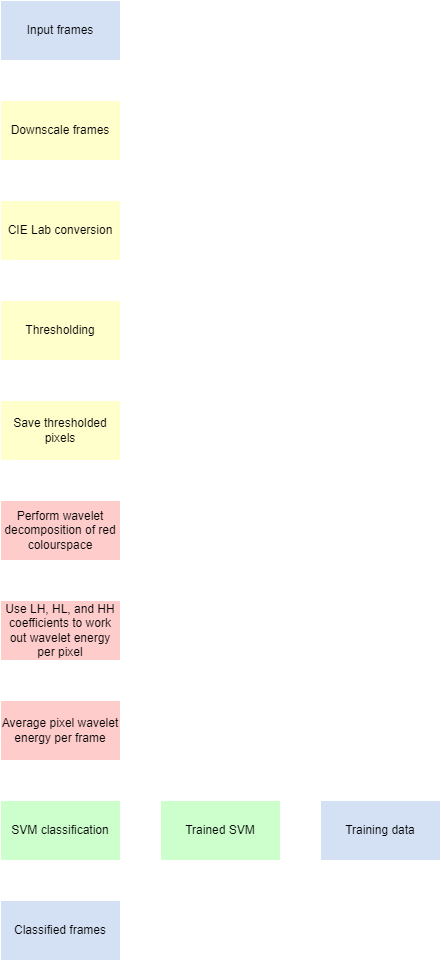 Input frames
Downscale frames
CIE Lab conversion
Thresholding
Save thresholded
pixels
Perform wavelet
decomposition of red
colourspace
Use LH, HL, and HH
coefficients to work
out wavelet energy
per pixel
Average pixel wavelet
energy per frame
SVM classification
Trained SVM
Training data
Classified frames